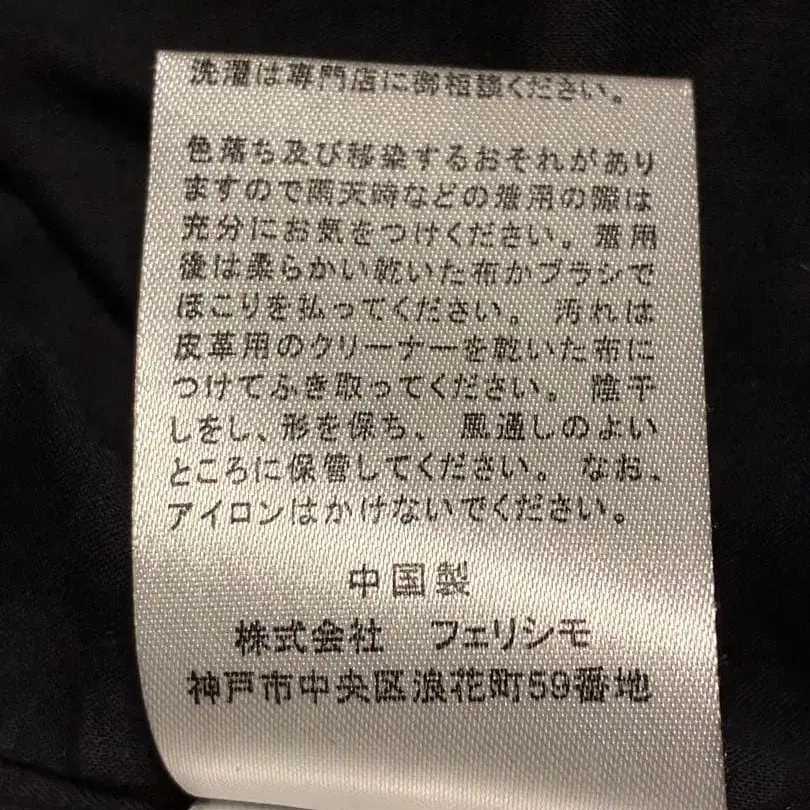 洗濯は専門店に御相談ください。
色落ち及び移染するおそれがあり
ますので雨天時などの着用の際は
充分にお気をつけください。着用
後は柔らかい乾いた布かブラシで
ほこりを払ってください。 汚れは
皮革用のクリーナーを乾いた布に
つけてふき取ってください。 陰干
しをし、形を保ち、 風通しのよい
ところに保管してください。 なお、
アイロンはかけないでください。
中国製
株式会社 フェリシモ
神戸市中央区浪花町59番地